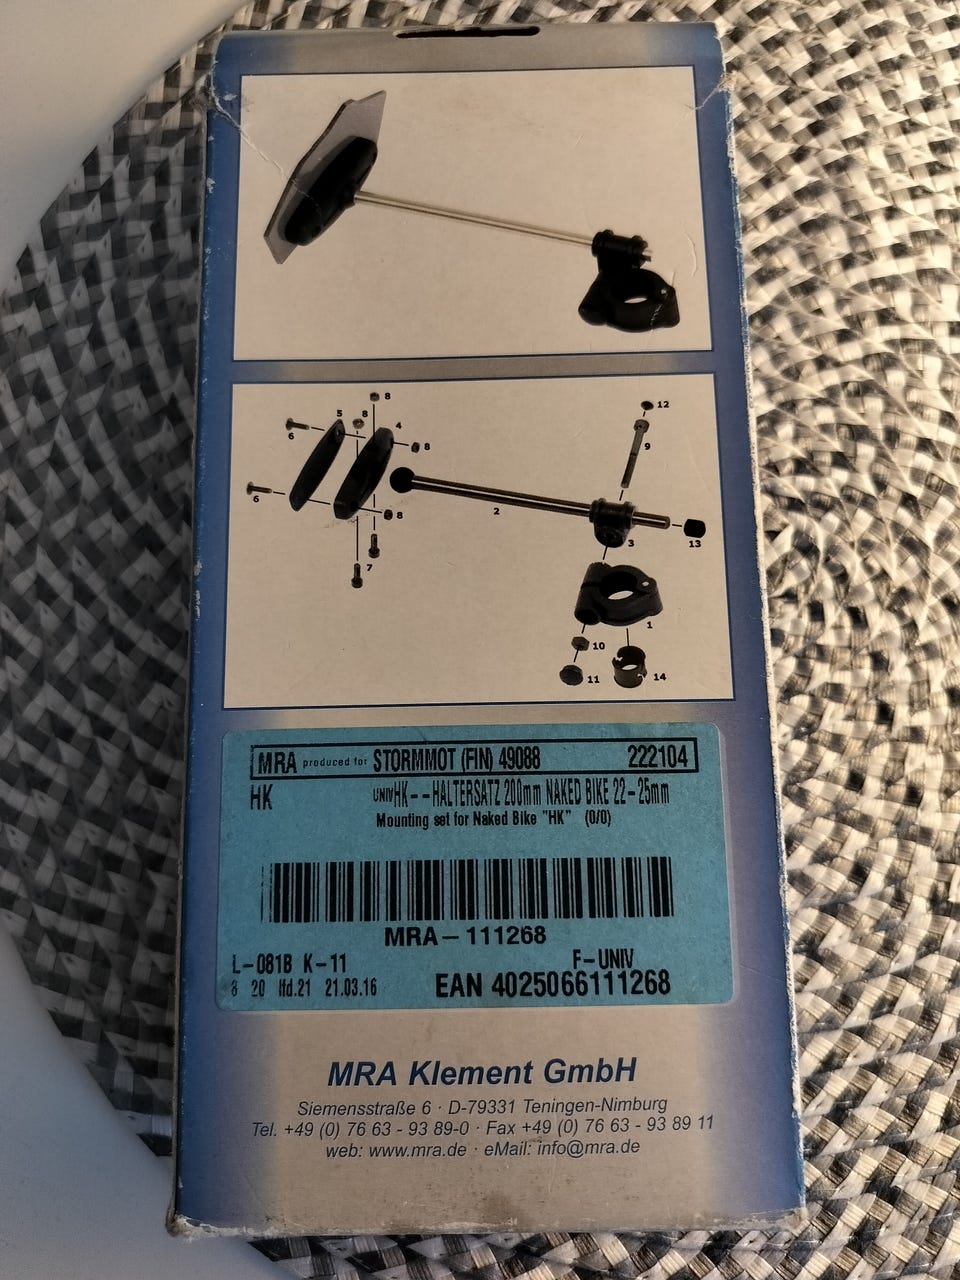 8
5
8
4
6
8
12
9
6
2
8
3
13
7
1
10
11
14
MRA produced for STORMMOT (FIN) 49088 222104
HK univHK--HALTERSATZ 200mm NAKED BIKE 22-25mm
Mounting set for Naked Bike "HK" (0/0)
MRA-111268
L-081B K-11 F-UNIV
8 20 lfd.21 21.03.16 EAN 4025066111268
MRA Klement GmbH
Siemensstraße 6 · D-79331 Teningen-Nimburg
Tel. +49 (0) 76 63 - 93 89-0 · Fax +49 (0) 76 63 - 93 89 11
web: www.mra.de · eMail: info@mra.de